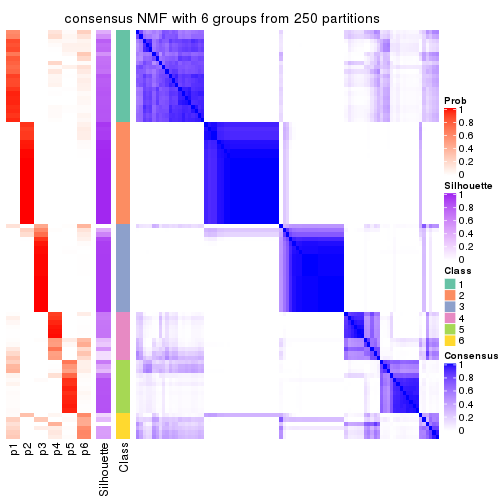 consensus NMF with 6 groups from 250 partitions
Prob
1
0.8
0.6
0.4
0.2
0
Silhouette
1
0.8
0.6
0.4
0.2
0
Class
1
2
3
4
5
6
Consensus
1
0.8
0.6
0.4
0.2
0
p1
p2
p3
p4
p5
p6
Silhouette
Class